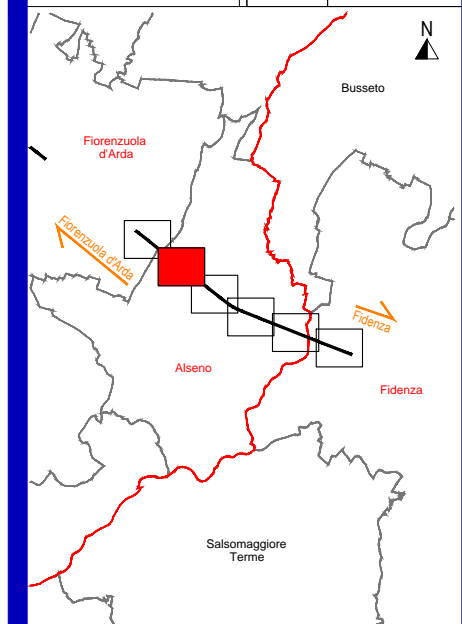 N
Busseto
Fiorenzuola
d'Arda
Fiorenzuola d'Arda
Fidenza
Alseno
Fidenza
Salsomaggiore
Terme